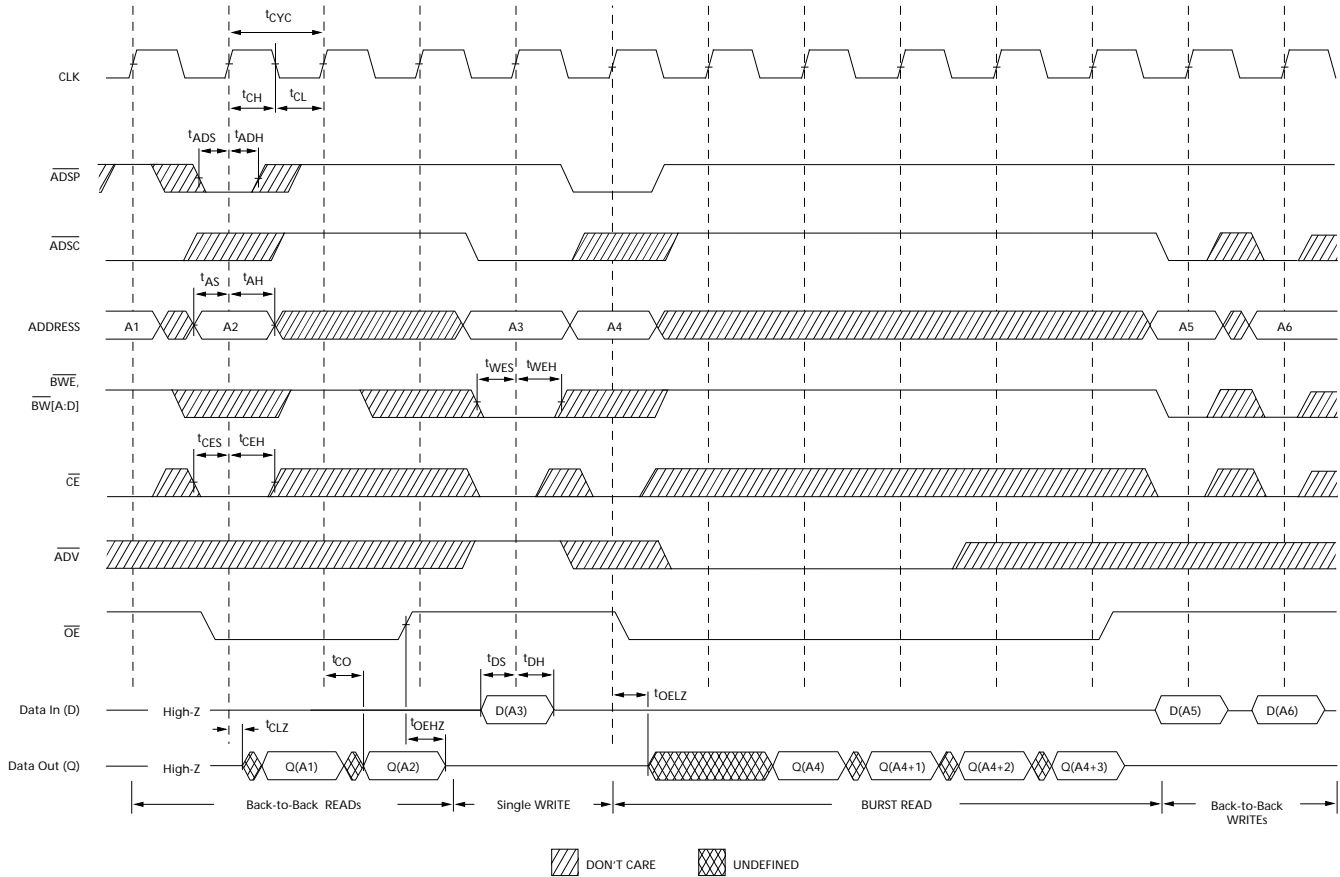 tCYC
CLK
tCH tCL
tADS tADH
ADSP
ADSC
tAS tAH
ADDRESS A1 A2 A3 A4 A5 A6
tWES tWEH
BWE,
BW[A:D]
tCES tCEH
CE
ADV
OE
tCO tDS tDH
tOELZ
Data In (D) High-Z D(A3) D(A5) D(A6)
tCLZ tOEHZ
Data Out (Q) High-Z Q(A1) Q(A2) Q(A4) Q(A4+1) Q(A4+2) Q(A4+3)
Back-to-Back READs Single WRITE BURST READ Back-to-Back
WRITEs
DON'T CARE UNDEFINED